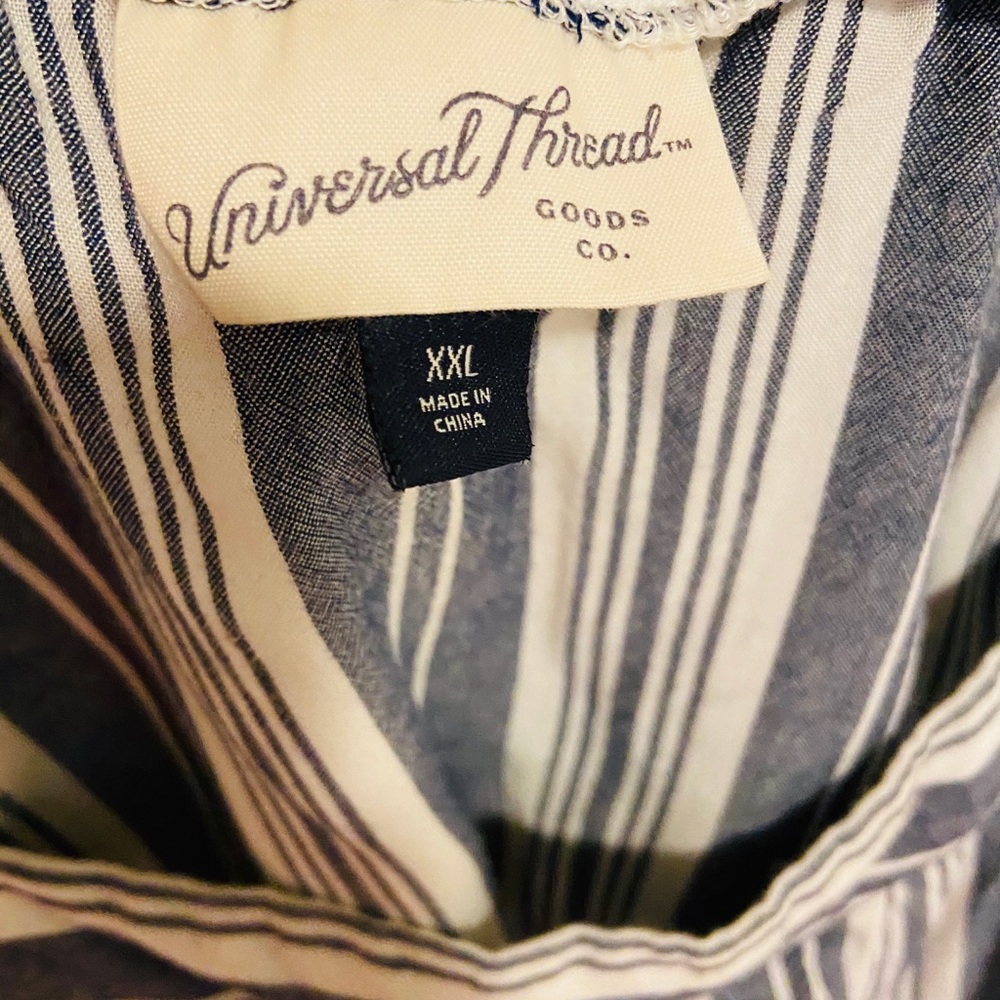 Universal Thread™
GOODS
CO.
XXL
MADE IN
CHINA